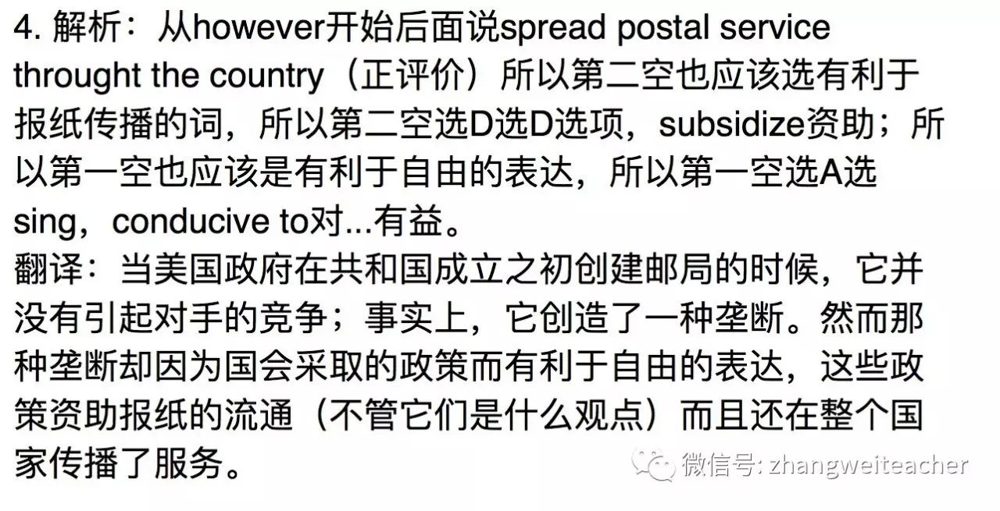 4. 解析：从however开始后面说spread postal service
throught the country（正评价）所以第二空也应该选有利于
报纸传播的词，所以第二空选D选D选项，subsidize资助；所
以第一空也应该是有利于自由的表达，所以第一空选A选
sing，conducive to对...有益。
翻译：当美国政府在共和国成立之初创建邮局的时候，它并
没有引起对手的竞争；事实上，它创造了一种垄断。然而那
种垄断却因为国会采取的政策而有利于自由的表达，这些政
策资助报纸的流通（不管它们是什么观点）而且还在整个国
家传播了服务。
微信号: zhangweiteacher